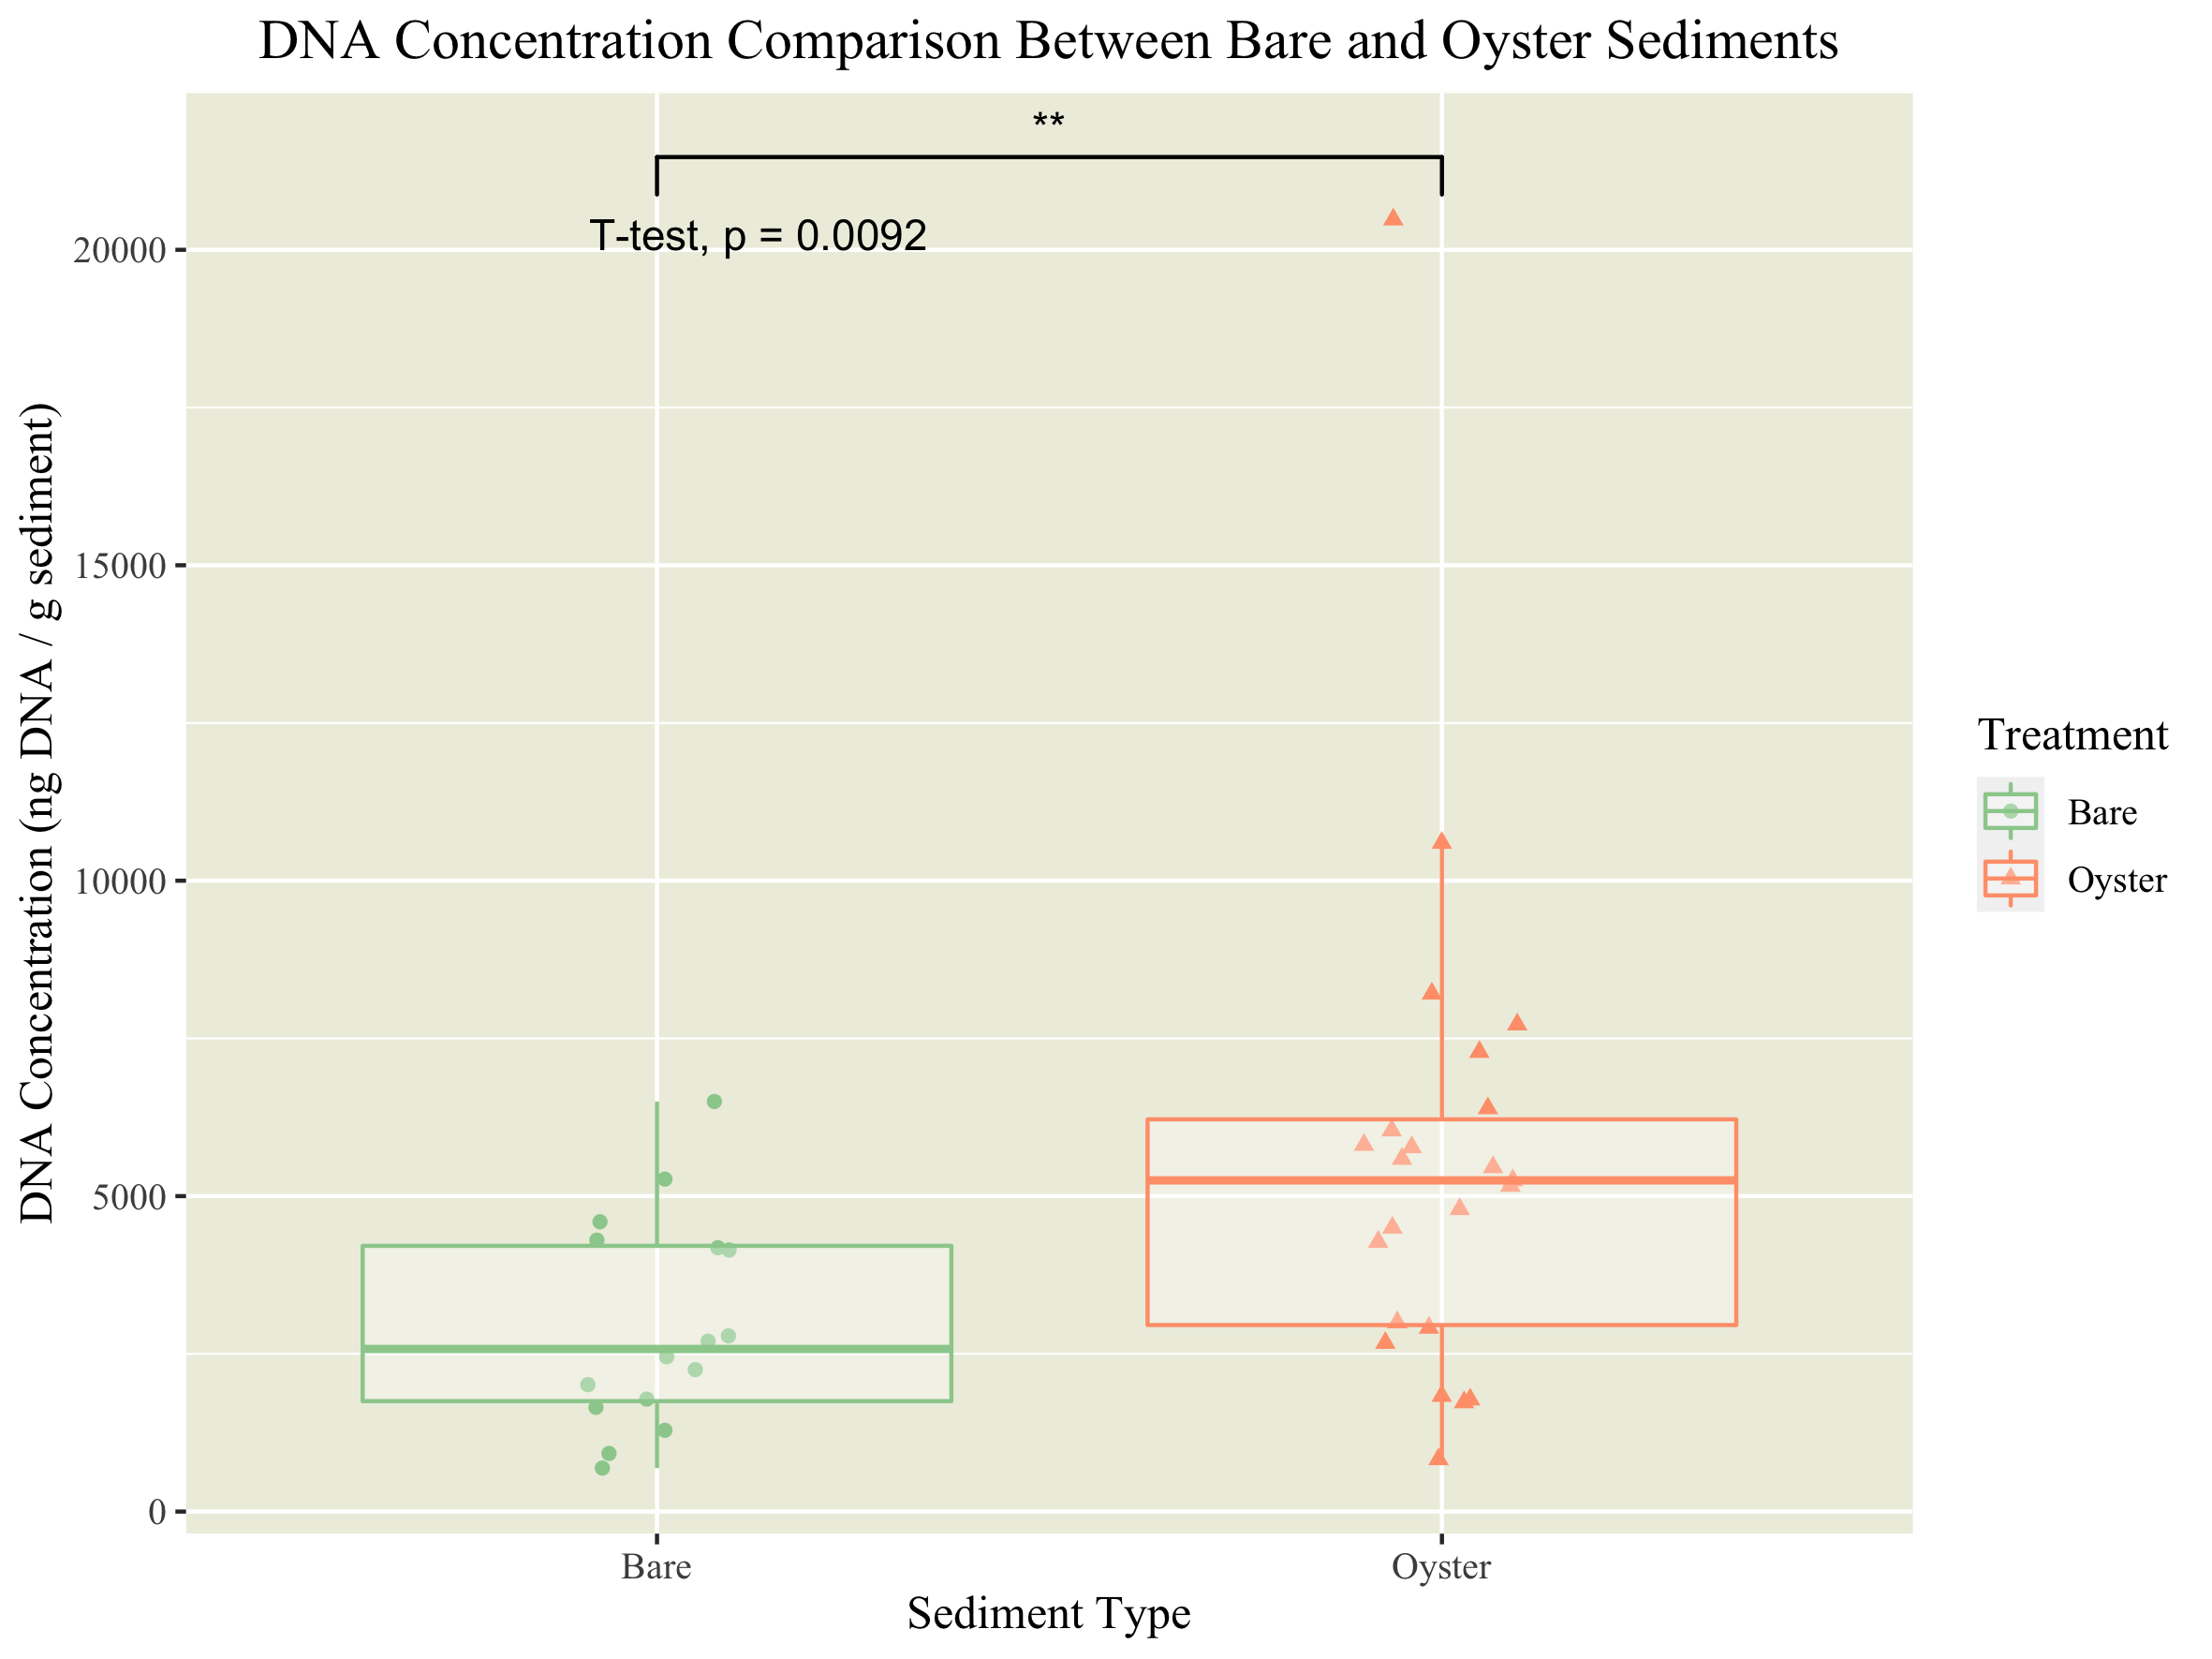 DNA Concentration Comparison Between Bare and Oyster Sediments
**
T-test, p = 0.0092
DNA Concentration (ng DNA / g sediment)
20000
15000
10000
5000
0
Bare
Oyster
Sediment Type
Treatment
Bare
Oyster